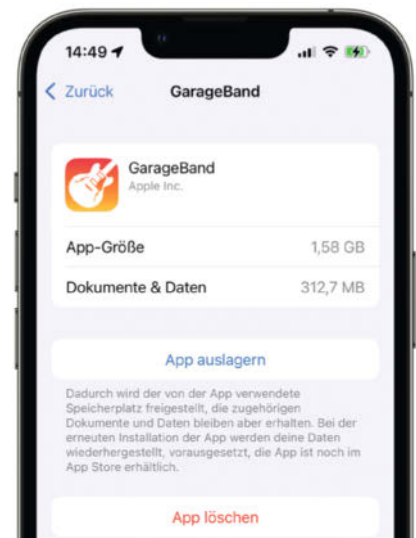 14:49
Zurück
GarageBand
GarageBand
Apple Inc.
App-Größe 1,58 GB
Dokumente & Daten 312,7 MB
App auslagern
Dadurch wird der von der App verwendete
Speicherplatz freigestellt, die zugehörigen
Dokumente und Daten bleiben aber erhalten. Bei der
erneuten Installation der App werden deine Daten
wiederhergestellt, vorausgesetzt, die App ist noch im
App Store erhältlich.
App löschen